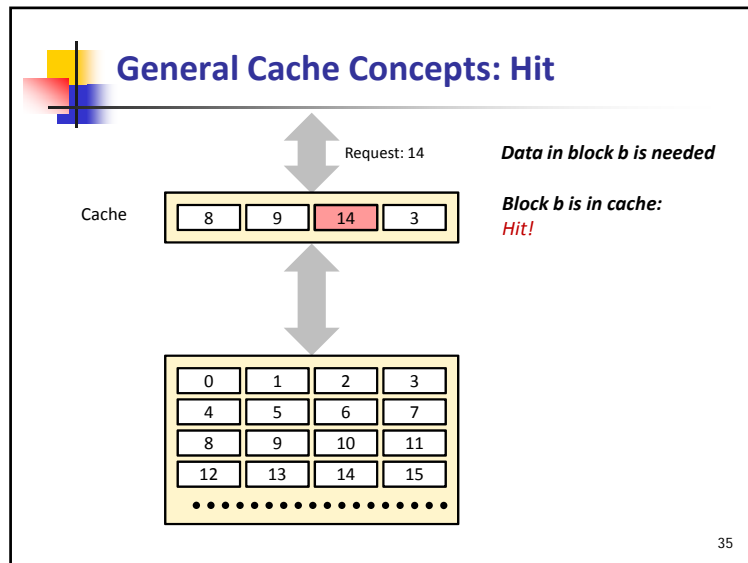 General Cache Concepts: Hit
Request: 14
Data in block b is needed
Cache
8 9 14 3
Block b is in cache:
Hit!
0 1 2 3
4 5 6 7
8 9 10 11
12 13 14 15
35